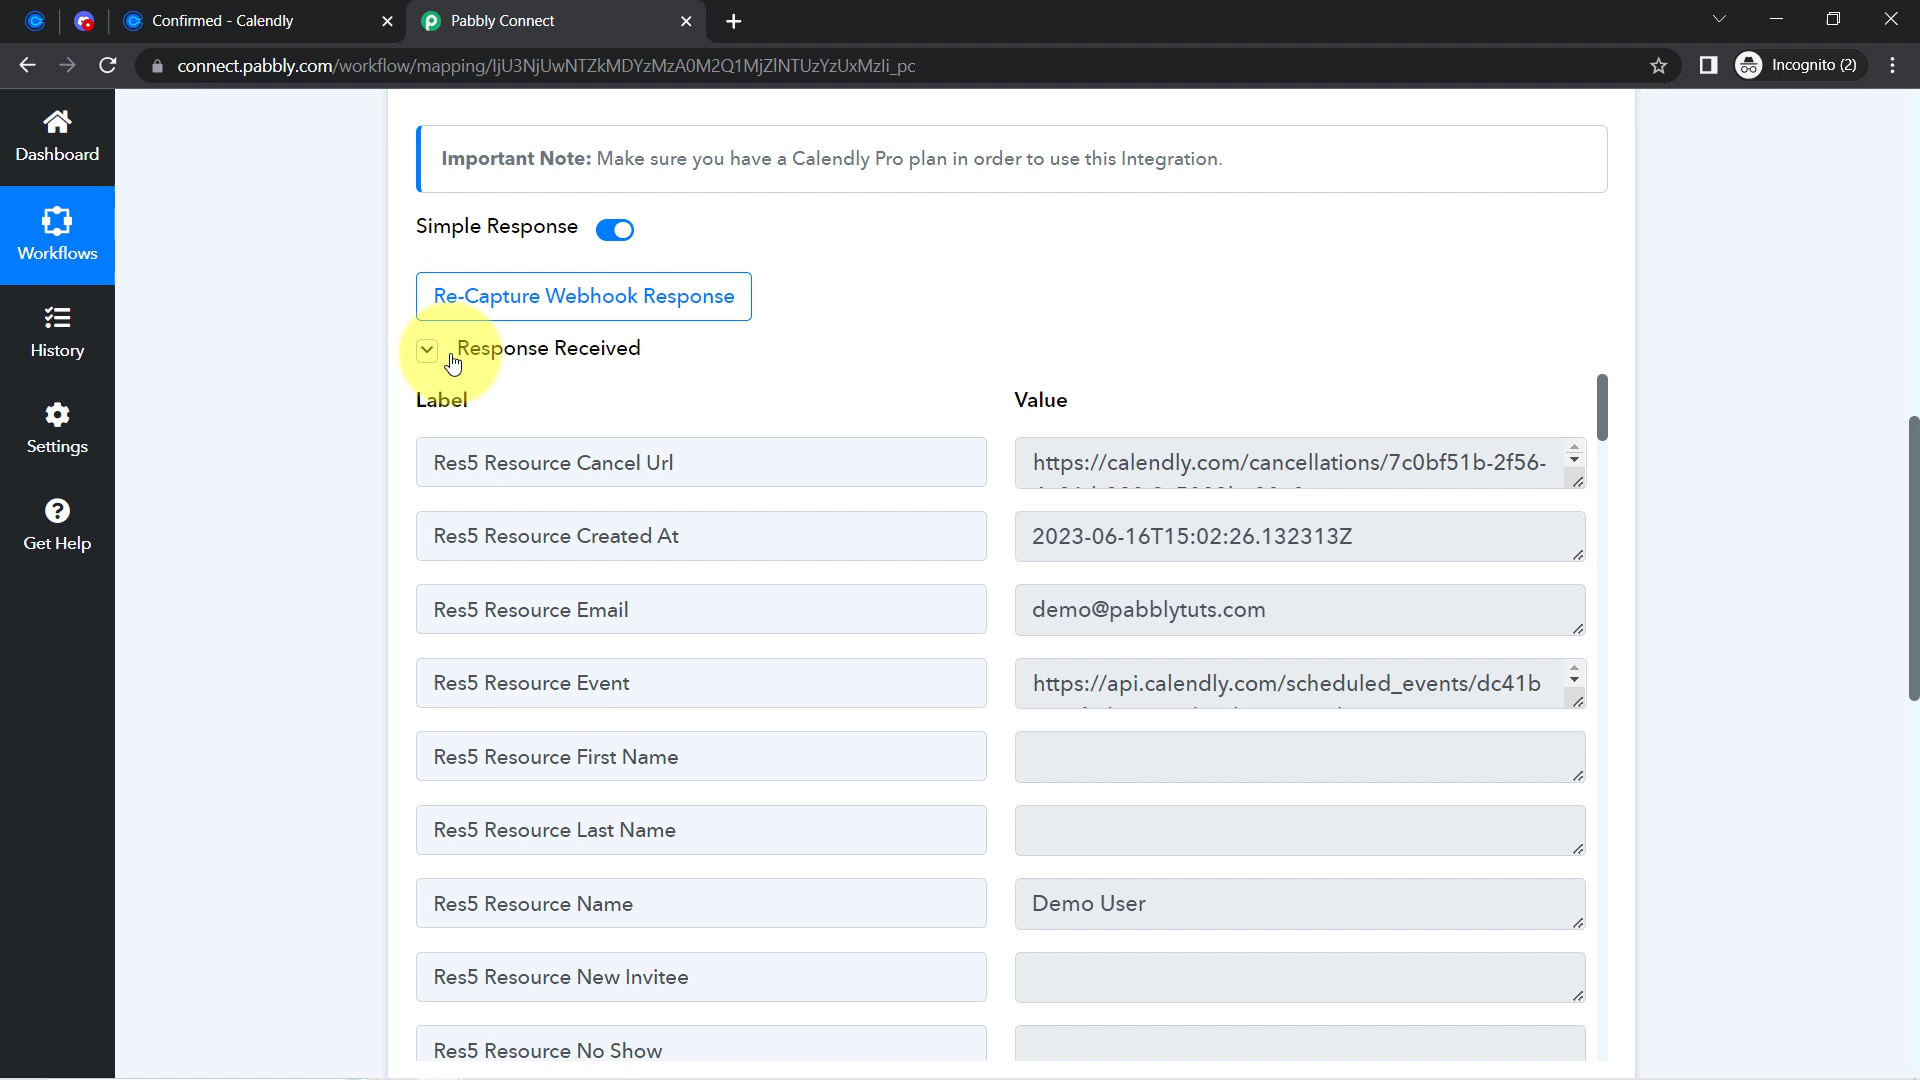 Confirmed - Calendly
Pabbly Connect
connect.pabbly.com/workflow/mapping/IjU3NjUwNTZkMDYzMzA0M2Q1MjZlNTUzYzUxMzIi_pc
Incognito (2)
Dashboard
Workflows
History
Settings
Get Help
Important Note: Make sure you have a Calendly Pro plan in order to use this Integration.
Simple Response
Re-Capture Webhook Response
Response Received
Label
Value
Res5 Resource Cancel Url
https://calendly.com/cancellations/7c0bf51b-2f56-
Res5 Resource Created At
2023-06-16T15:02:26.132313Z
Res5 Resource Email
demo@pabblytuts.com
Res5 Resource Event
https://api.calendly.com/scheduled_events/dc41b
Res5 Resource First Name
Res5 Resource Last Name
Res5 Resource Name
Demo User
Res5 Resource New Invitee
Res5 Resource No Show